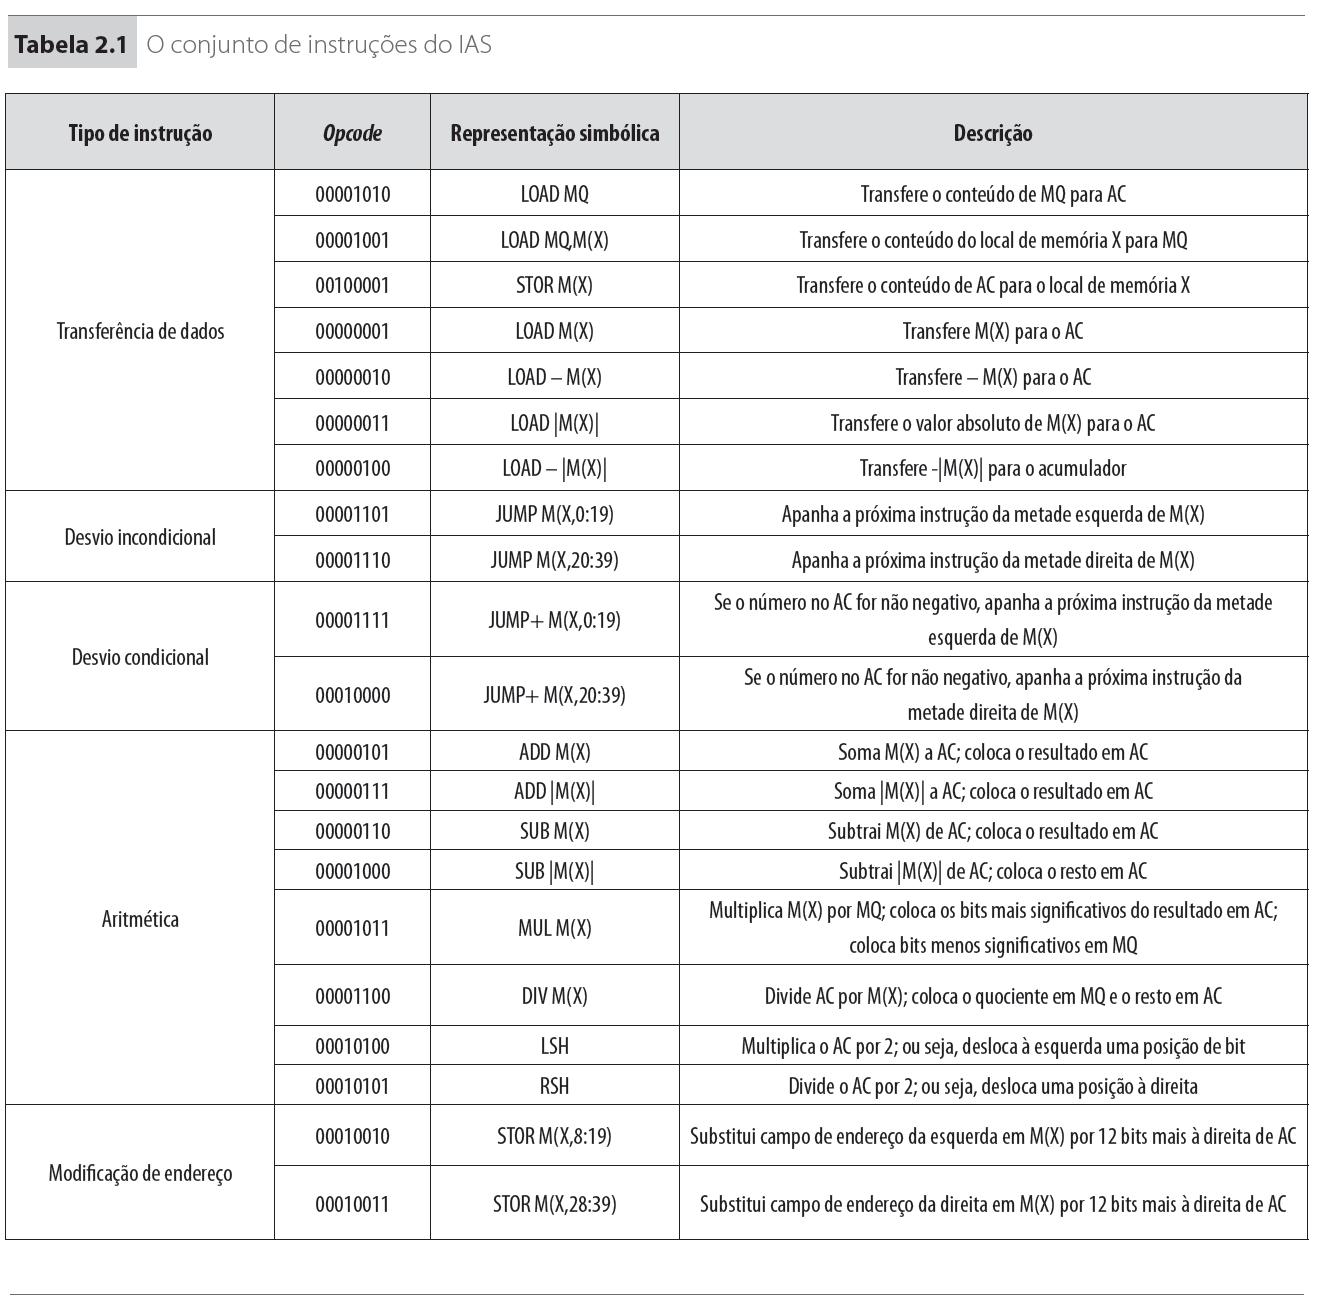 Tabela 2.1 O conjunto de instruções do IAS
Tipo de instrução Opcode Representação simbólica Descrição
Transferência de dados
00001010 LOAD MQ Transfere o conteúdo de MQ para AC
00001001 LOAD MQ,M(X) Transfere o conteúdo do local de memória X para MQ
00100001 STOR M(X) Transfere o conteúdo de AC para o local de memória X
00000001 LOAD M(X) Transfere M(X) para o AC
00000010 LOAD – M(X) Transfere – M(X) para o AC
00000011 LOAD |M(X)| Transfere o valor absoluto de M(X) para o AC
00000100 LOAD – |M(X)| Transfere -|M(X)| para o acumulador
Desvio incondicional
00001101 JUMP M(X,0:19) Apanha a próxima instrução da metade esquerda de M(X)
00001110 JUMP M(X,20:39) Apanha a próxima instrução da metade direita de M(X)
Desvio condicional
00001111 JUMP+ M(X,0:19) Se o número no AC for não negativo, apanha a próxima instrução da metade
esquerda de M(X)
00010000 JUMP+ M(X,20:39) Se o número no AC for não negativo, apanha a próxima instrução da
metade direita de M(X)
Aritmética
00000101 ADD M(X) Soma M(X) a AC; coloca o resultado em AC
00000111 ADD |M(X)| Soma |M(X)| a AC; coloca o resultado em AC
00000110 SUB M(X) Subtrai M(X) de AC; coloca o resultado em AC
00001000 SUB |M(X)| Subtrai |M(X)| de AC; coloca o resto em AC
00001011 MUL M(X) Multiplica M(X) por MQ; coloca os bits mais significativos do resultado em AC;
coloca bits menos significativos em MQ
00001100 DIV M(X) Divide AC por M(X); coloca o quociente em MQ e o resto em AC
00010100 LSH Multiplica o AC por 2; ou seja, desloca à esquerda uma posição de bit
00010101 RSH Divide o AC por 2; ou seja, desloca uma posição à direita
Modificação de endereço
00010010 STOR M(X,8:19) Substitui campo de endereço da esquerda em M(X) por 12 bits mais à direita de AC
00010011 STOR M(X,28:39) Substitui campo de endereço da direita em M(X) por 12 bits mais à direita de AC